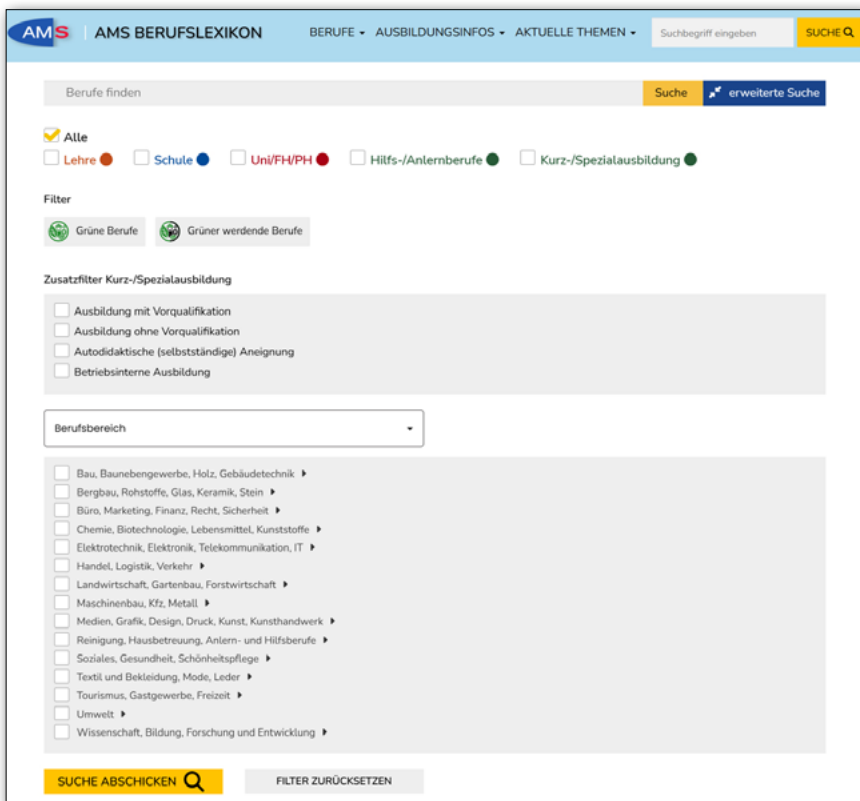 AMS AMS BERUFSLEXIKON BERUFE AUSBILDUNGSINFOS AKTUELLE THEMEN Suchbegriff eingeben SUCHE
Berufe finden Suche erweiterte Suche
Alle
Lehre Schule Uni/FH/PH Hilfs-/Anlernberufe Kurz-/Spezialausbildung
Filter
Grüne Berufe Grüner werdende Berufe
Zusatzfilter Kurz-/Spezialausbildung
Ausbildung mit Vorqualifikation
Ausbildung ohne Vorqualifikation
Autodidaktische (selbstständige) Aneignung
Betriebsinterne Ausbildung
Berufsbereich
Bau, Baunebengewerbe, Holz, Gebäudetechnik
Bergbau, Rohstoffe, Glas, Keramik, Stein
Büro, Marketing, Finanz, Recht, Sicherheit
Chemie, Biotechnologie, Lebensmittel, Kunststoffe
Elektrotechnik, Elektronik, Telekommunikation, IT
Handel, Logistik, Verkehr
Landwirtschaft, Gartenbau, Forstwirtschaft
Maschinenbau, Kfz, Metall
Medien, Grafik, Design, Druck, Kunst, Kunsthandwerk
Reinigung, Hausbetreuung, Anlern- und Hilfsberufe
Soziales, Gesundheit, Schönheitspflege
Textil und Bekleidung, Mode, Leder
Tourismus, Gastgewerbe, Freizeit
Umwelt
Wissenschaft, Bildung, Forschung und Entwicklung
SUCHE ABSCHICKEN FILTER ZURÜCKSETZEN